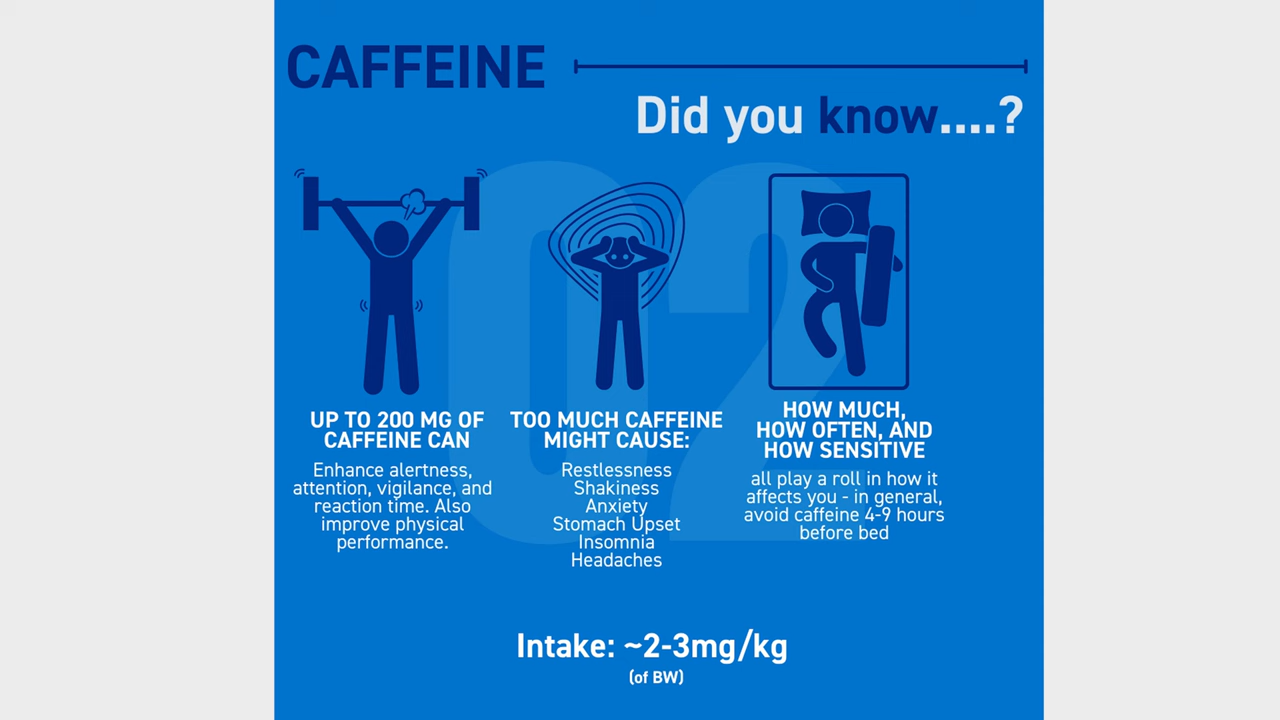 CAFFEINE
Did you know....?
02
UP TO 200 MG OF
CAFFEINE CAN
Enhance alertness,
attention, vigilance, and
reaction time. Also
improve physical
performance.
TOO MUCH CAFFEINE
MIGHT CAUSE:
Restlessness
Shakiness
Anxiety
Stomach Upset
Insomnia
Headaches
HOW MUCH,
HOW OFTEN, AND
HOW SENSITIVE
all play a roll in how it
affects you - in general,
avoid caffeine 4-9 hours
before bed
Intake: ~2-3mg/kg
(of BW)